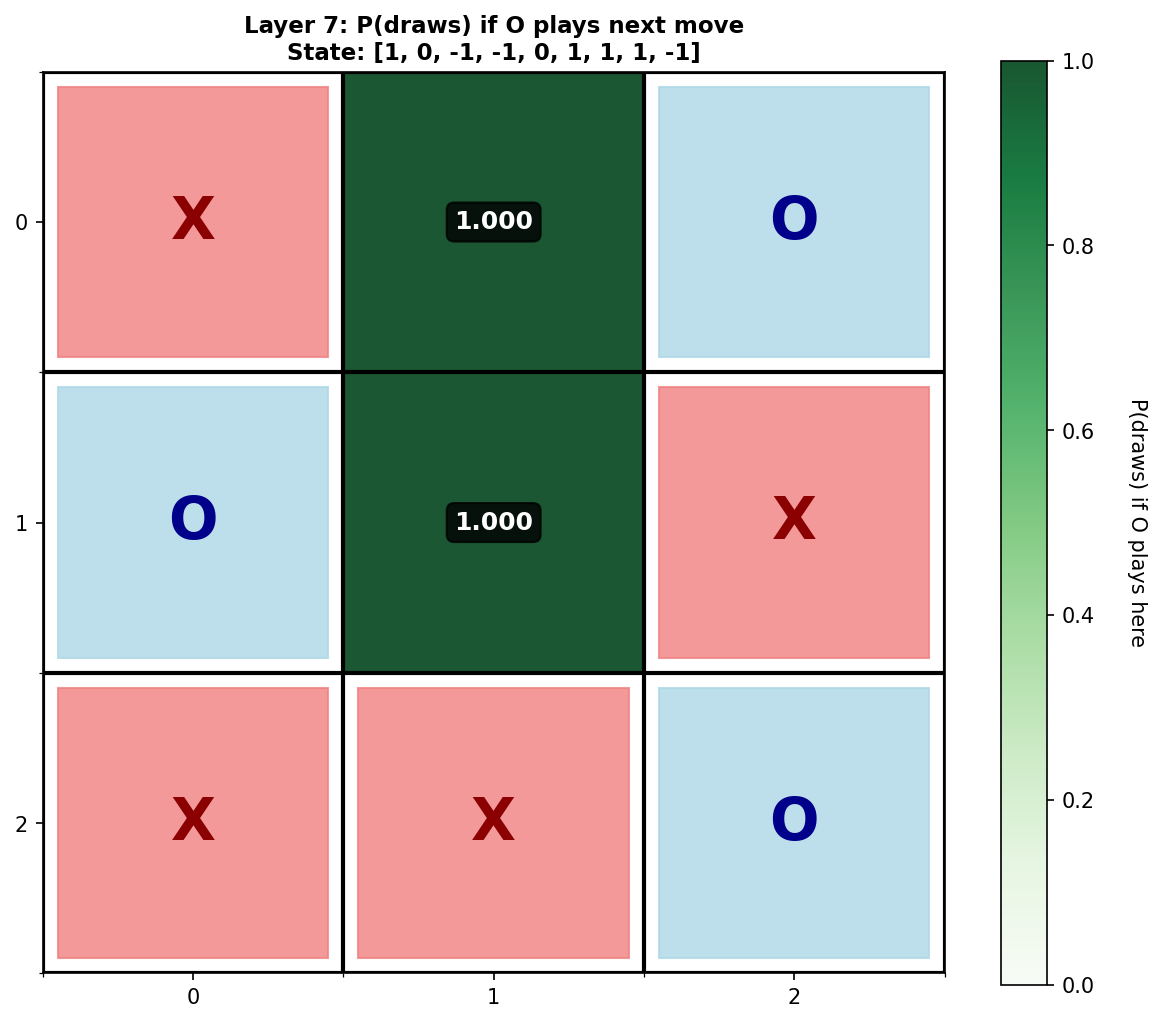 Layer 7: P(draws) if O plays next move
State: [1, 0, -1, -1, 0, 1, 1, 1, -1]
X
1.000
O
O
1.000
X
X
X
O
0
1
2
0
1
2
1.0
0.8
0.6
0.4
0.2
0.0
P(draws) if O plays here